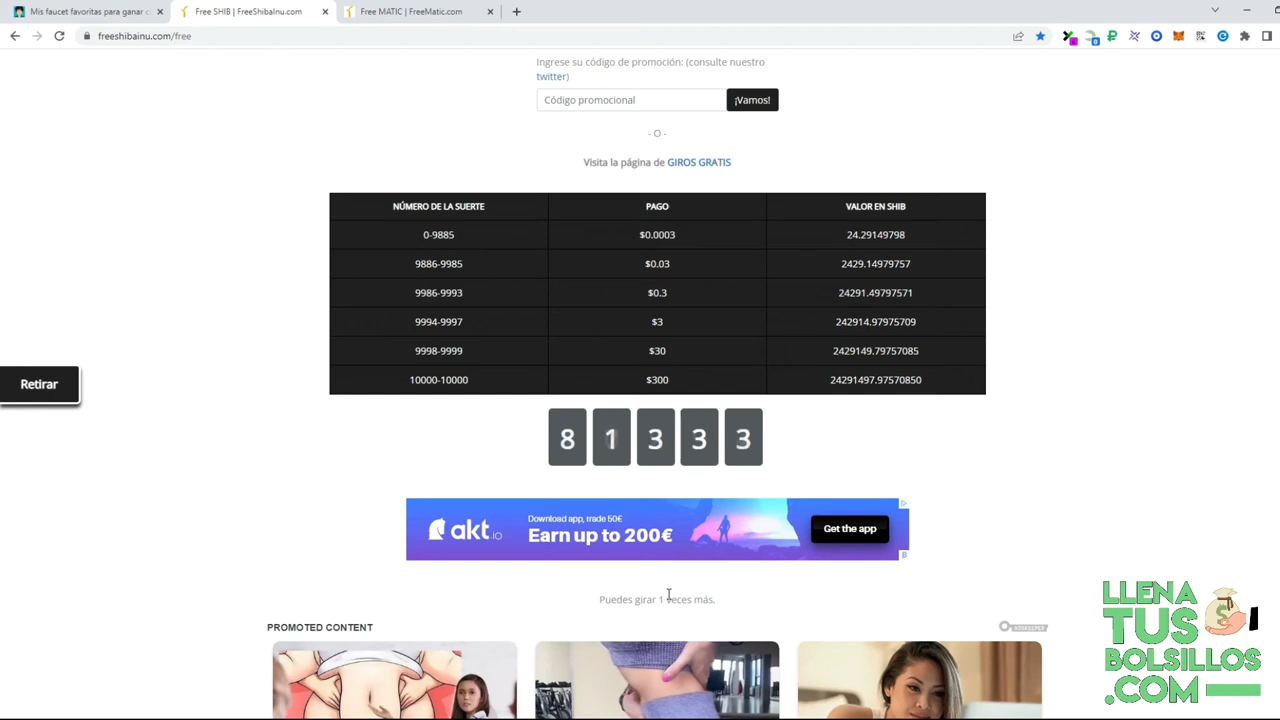 Mis faucet favoritas para ganar c
Free SHIB | FreeShibaInu.com
Free MATIC | FreeMatic.com
freeshibainu.com/free
Ingrese su código de promoción: (consulte nuestro
twitter)
Código promocional
¡Vamos!
- O -
Visita la página de GIROS GRATIS
NÚMERO DE LA SUERTE PAGO VALOR EN SHIB
0-9885 $0.0003 24.29149798
9886-9985 $0.03 2429.14979757
9986-9993 $0.3 24291.49797571
9994-9997 $3 242914.97975709
9998-9999 $30 2429149.79757085
10000-10000 $300 24291497.97570850
Retirar
8 1 3 3 3
akt.io
Download app, trade 50€
Earn up to 200€
Get the app
Puedes girar 1 veces más.
PROMOTED CONTENT
LLENA
TUS
BOLSILLOS
.COM